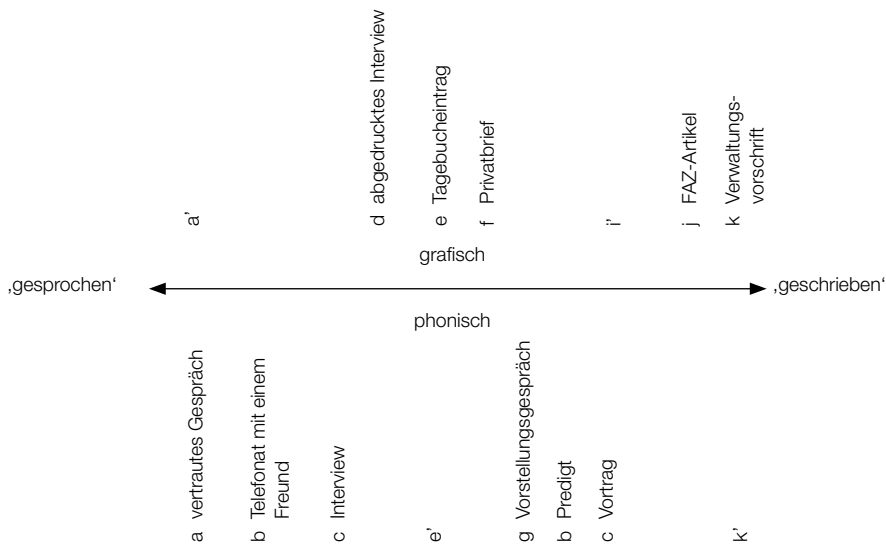 a’
d abgedrucktes Interview
e Tagebucheintrag
f Privatbrief
i’
j FAZ-Artikel
k Verwaltungs-
vorschrift
grafisch
‚gesprochen‘
‚geschrieben‘
phonisch
a vertrautes Gespräch
b Telefonat mit einem
Freund
c Interview
e’
g Vorstellungsgespräch
b Predigt
c Vortrag
k’